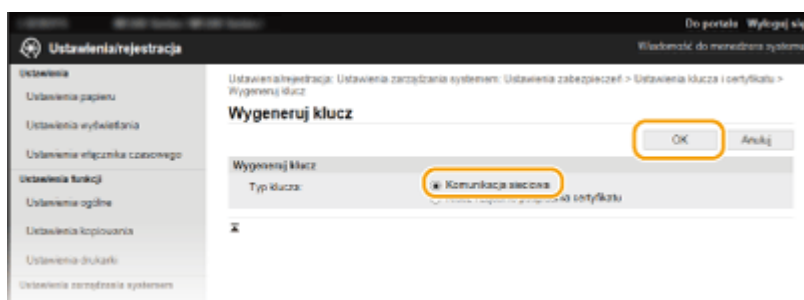 Do portalu Wyloguj się
Ustawienia/rejestracja
Wiadomość do menedżera systemu
Ustawienia
Ustawienia papieru
Ustawienia wyświetlania
Ustawienia włącznika czasowego
Ustawienia funkcji
Ustawienia ogólne
Ustawienia kopiowania
Ustawienia drukarki
Ustawienia zarządzania systemem
Ustawienia/rejestracja: Ustawienia zarządzania systemem: Ustawienia zabezpieczeń > Ustawienia klucza i certyfikatu >
Wygeneruj klucz
Wygeneruj klucz
OK Anuluj
Wygeneruj klucz
Typ klucza:
Komunikacja sieciowa
certyfikatu